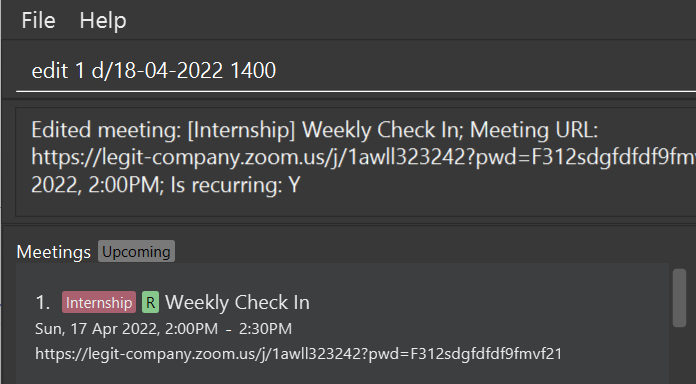 File Help
edit 1 d/18-04-2022 1400
Edited meeting: [Internship] Weekly Check In; Meeting URL:
https://legit-company.zoom.us/j/1awll323242?pwd=F312sdgfdfdf9fmv
2022, 2:00PM; Is recurring: Y
Meetings Upcoming
1. Internship R Weekly Check In
Sun, 17 Apr 2022, 2:00PM - 2:30PM
https://legit-company.zoom.us/j/1awll323242?pwd=F312sdgfdfdf9fmvf21